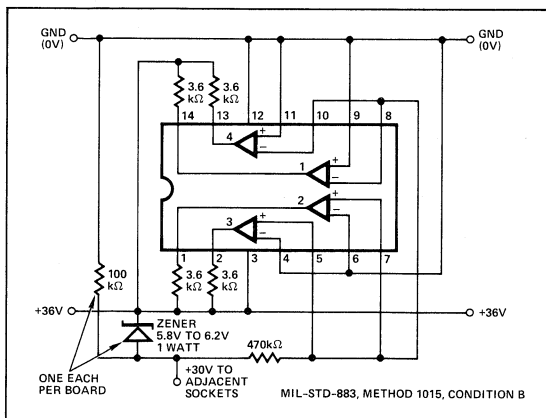 GND
(0V)
GND
(0V)
3.6
kΩ
3.6
kΩ
14 13 12 11 10 9 8
4 + −
1 + −
2 + −
3 + −
1 2 3 4 5 6 7
100
kΩ
3.6
kΩ
3.6
kΩ
+36V
+36V
ZENER
5.8V TO 6.2V
1 WATT
470kΩ
ONE EACH
PER BOARD
+30V TO
ADJACENT
SOCKETS
MIL-STD-883, METHOD 1015, CONDITION B